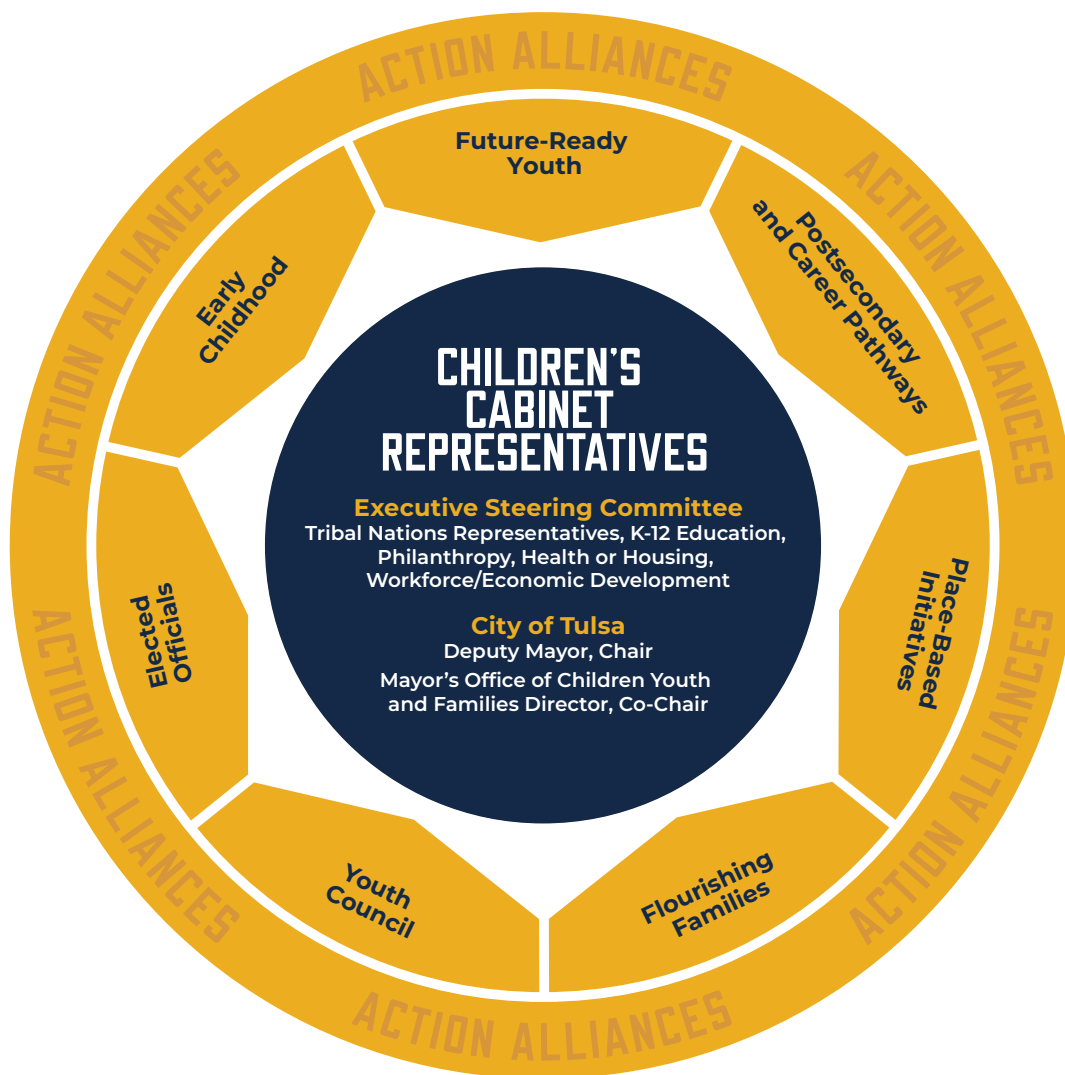 ACTION ALLIANCES
ACTION ALLIANCES
ACTION ALLIANCES
Future-Ready
Youth
Postsecondary
and Career Pathways
Early
Childhood
CHILDREN'S
CABINET
REPRESENTATIVES
Executive Steering Committee
Tribal Nations Representatives, K-12 Education,
Philanthropy, Health or Housing,
Workforce/Economic Development
City of Tulsa
Deputy Mayor, Chair
Mayor's Office of Children Youth
and Families Director, Co-Chair
Place-Based
Initiatives
Elected
Officials
Flourishing
Families
Youth
Council
ACTION ALLIANCES
ACTION ALLIANCES
ACTION ALLIANCES